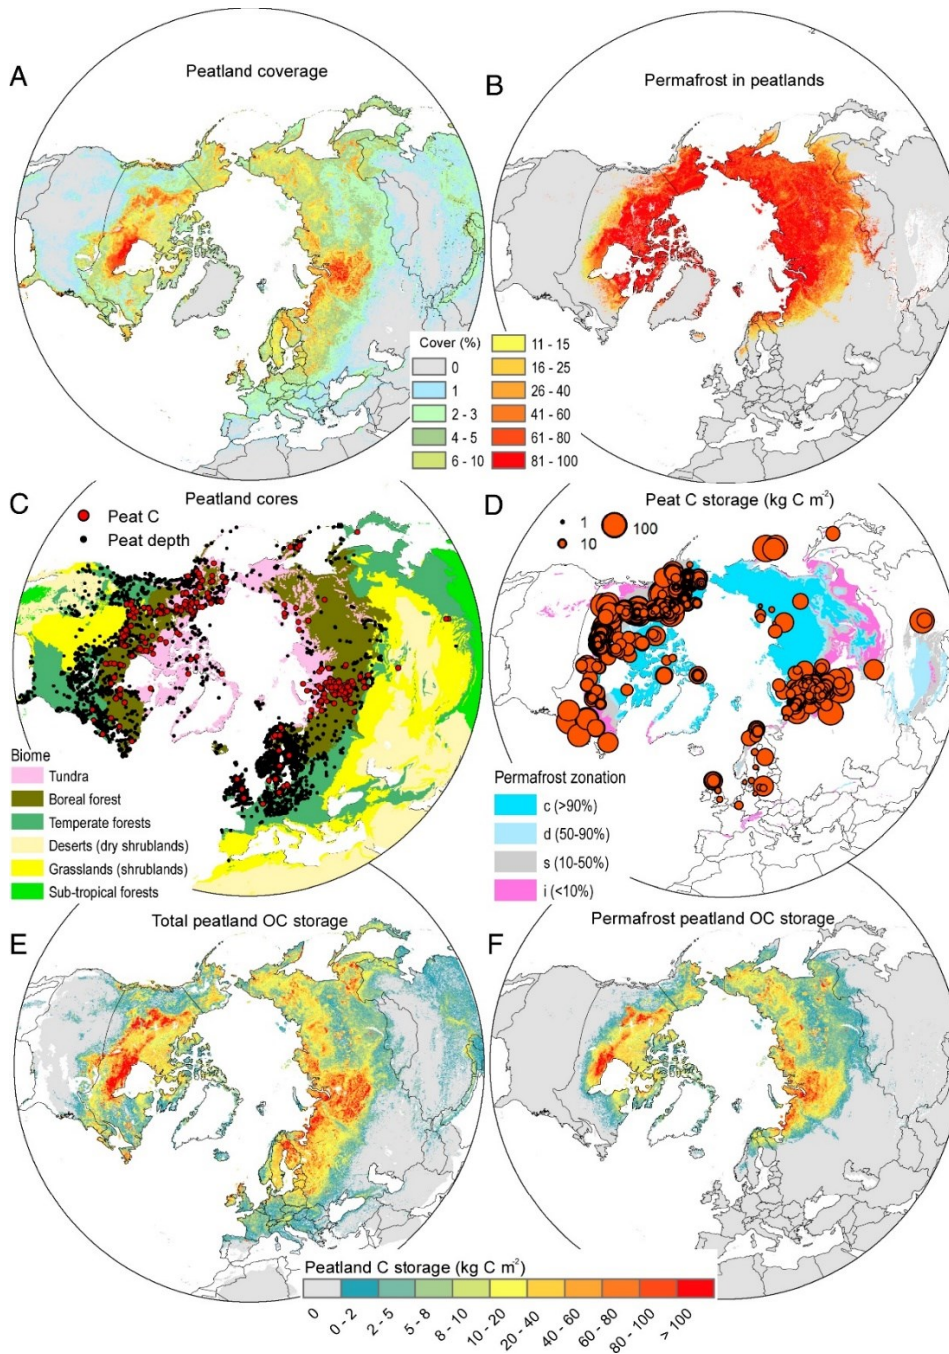 A
Peatland coverage
B
Permafrost in peatlands
Cover (%)
0
1
2 - 3
4 - 5
6 - 10
11 - 15
16 - 25
26 - 40
41 - 60
61 - 80
81 - 100
C
Peatland cores
Peat C
Peat depth
Biome
Tundra
Boreal forest
Temperate forests
Deserts (dry shrublands)
Grasslands (shrublands)
Sub-tropical forests
D
Peat C storage (kg C m⁻²)
1
10
100
Permafrost zonation
c (>90%)
d (50-90%)
s (10-50%)
i (<10%)
E
Total peatland OC storage
F
Permafrost peatland OC storage
Peatland C storage (kg C m⁻²)
0
0 - 2
2 - 5
5 - 8
8 - 10
10 - 20
20 - 40
40 - 60
60 - 80
80 - 100
> 100